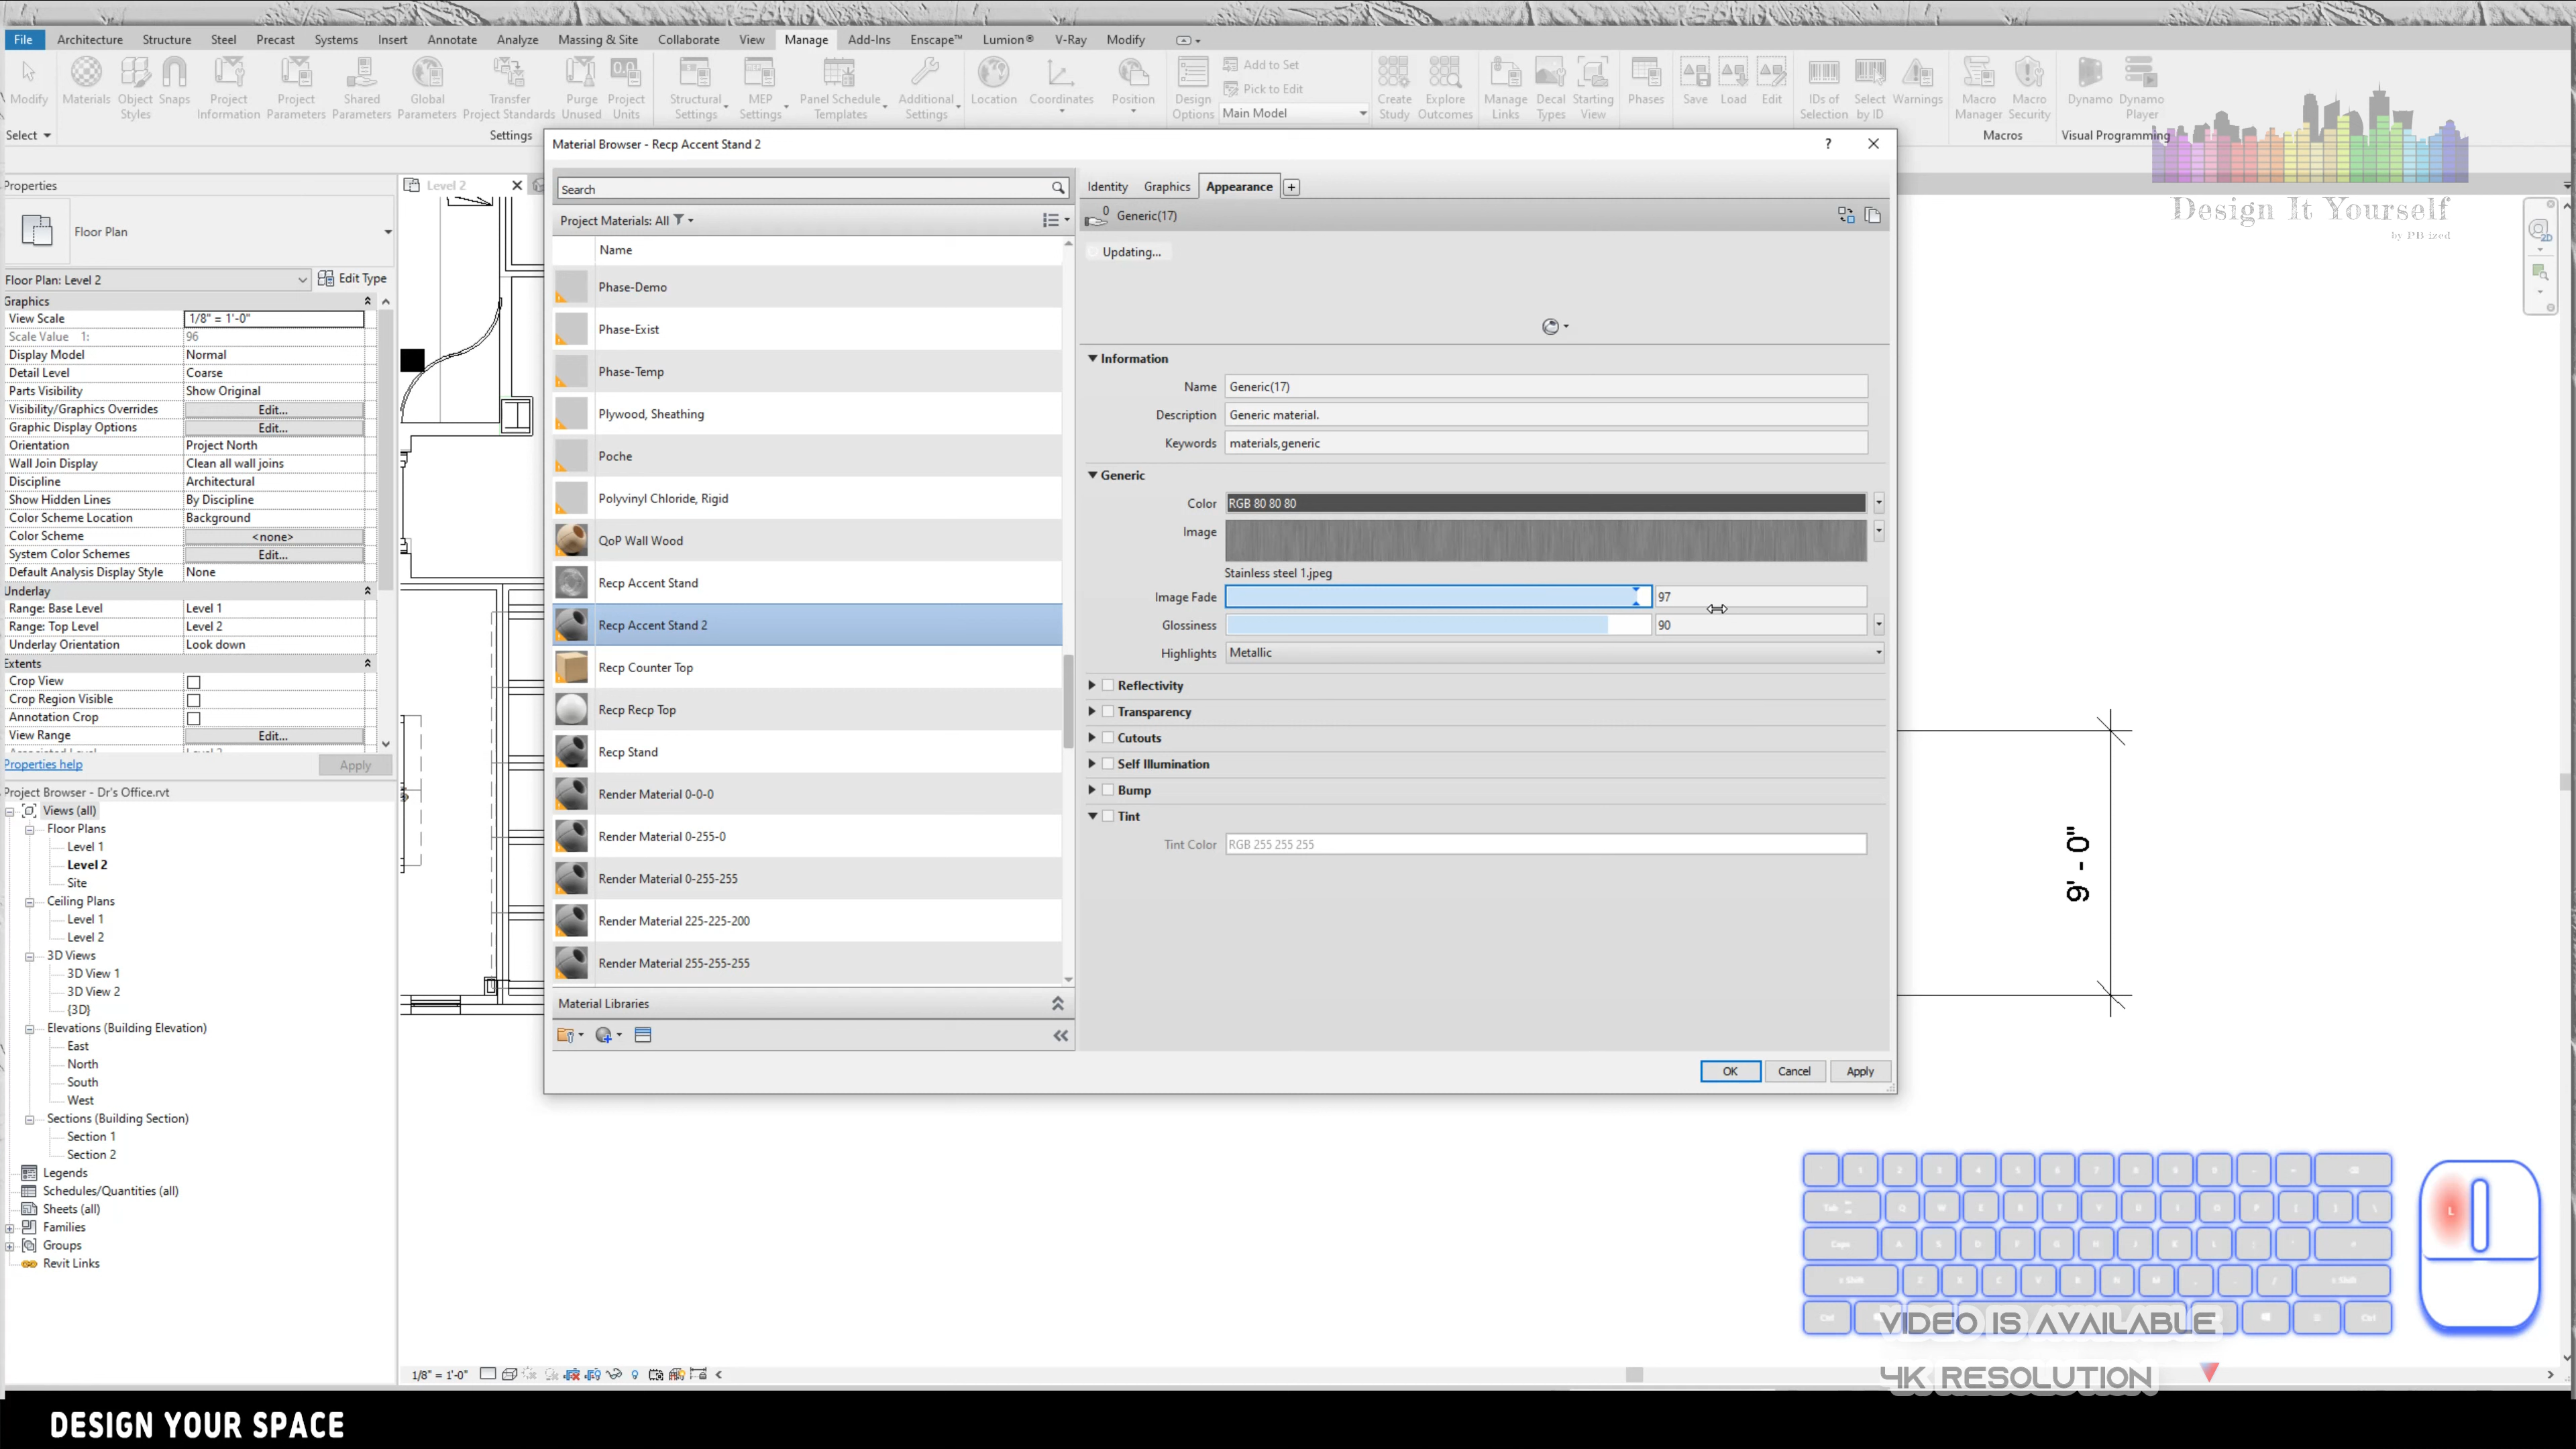 File Architecture Structure Steel Precast Systems Insert Annotate Analyze Massing & Site Collaborate View Manage Add-Ins Enscape™ Lumion® V-Ray Modify
Modify
Materials
Object Styles
Snaps
Project Information
Project Parameters
Shared Parameters
Global Parameters
Transfer Project Standards
Purge Unused
Project Units
Structural Settings
MEP Settings
Panel Schedule Templates
Additional Settings
Location
Coordinates
Position
Design Options
Add to Set
Pick to Edit
Main Model
Create Study
Explore Outcomes
Manage Links
Decal Types
Starting View
Phases
Save
Load
Edit
IDs of Selection
Select by ID
Warnings
Macro Manager
Macro Security
Dynamo
Dynamo Player
Select
Settings
Macros
Visual Programming
Design It Yourself
by PB ized
2D
Properties
Floor Plan
Floor Plan: Level 2
Edit Type
Graphics
View Scale 1/8" = 1'-0"
Scale Value 1: 96
Display Model Normal
Detail Level Coarse
Parts Visibility Show Original
Visibility/Graphics Overrides Edit...
Graphic Display Options Edit...
Orientation Project North
Wall Join Display Clean all wall joins
Discipline Architectural
Show Hidden Lines By Discipline
Color Scheme Location Background
Color Scheme <none>
System Color Schemes Edit...
Default Analysis Display Style None
Underlay
Range: Base Level Level 1
Range: Top Level Level 2
Underlay Orientation Look down
Extents
Crop View
Crop Region Visible
Annotation Crop
View Range Edit...
Properties help
Apply
Project Browser - Dr's Office.rvt
Views (all)
Floor Plans
Level 1
Level 2
Site
Ceiling Plans
Level 1
Level 2
3D Views
3D View 1
3D View 2
{3D}
Elevations (Building Elevation)
East
North
South
West
Sections (Building Section)
Section 1
Section 2
Legends
Schedules/Quantities (all)
Sheets (all)
Families
Groups
Revit Links
Level 2
Material Browser - Recp Accent Stand 2
?
Search
Project Materials: All
Name
Phase-Demo
Phase-Exist
Phase-Temp
Plywood, Sheathing
Poche
Polyvinyl Chloride, Rigid
QoP Wall Wood
Recp Accent Stand
Recp Accent Stand 2
Recp Counter Top
Recp Recp Top
Recp Stand
Render Material 0-0-0
Render Material 0-255-0
Render Material 0-255-255
Render Material 225-225-200
Render Material 255-255-255
Material Libraries
Identity Graphics Appearance +
0
Generic(17)
Updating...
Information
Name Generic(17)
Description Generic material.
Keywords materials,generic
Generic
Color RGB 80 80 80
Image
Stainless steel 1.jpeg
Image Fade 97
Glossiness 90
Highlights Metallic
Reflectivity
Transparency
Cutouts
Self Illumination
Bump
Tint
Tint Color RGB 255 255 255
OK Cancel Apply
9' - 0"
L
VIDEO IS AVAILABLE
4K RESOLUTION
1/8" = 1'-0"
DESIGN YOUR SPACE